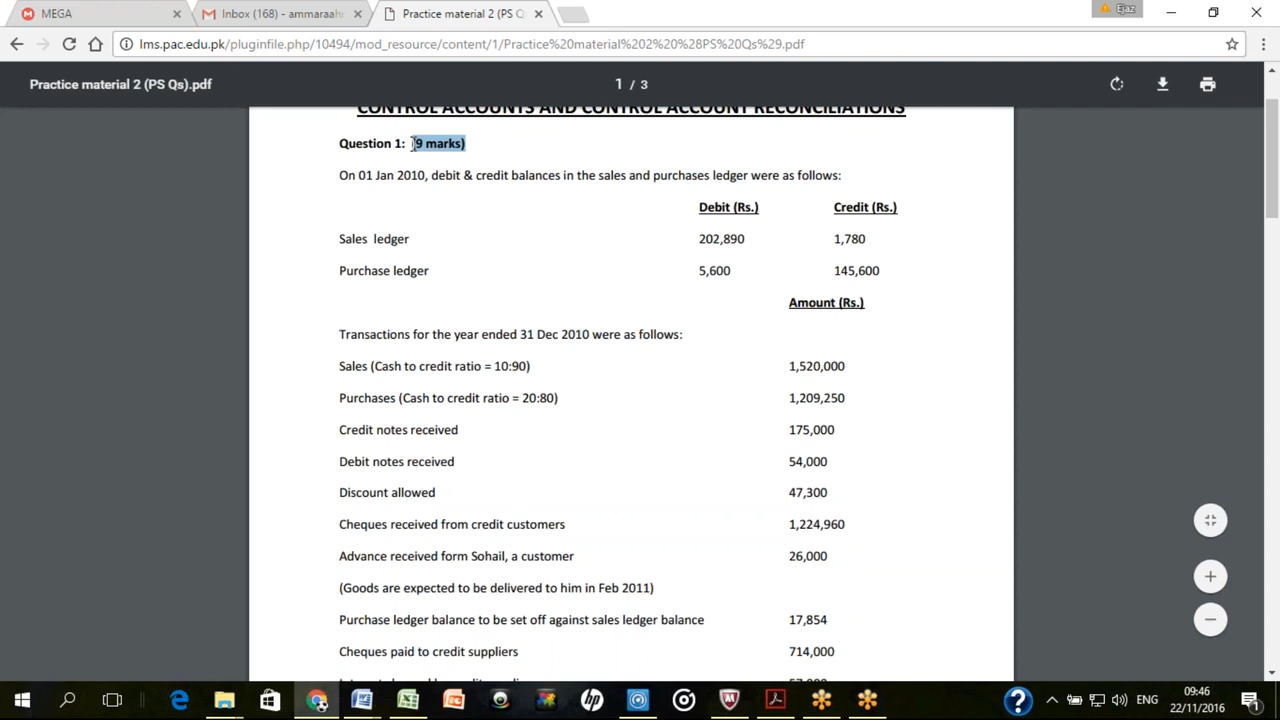 MEGA
Inbox (168) - ammaraah
Practice material 2 (PS Q
Ejaz
lms.pac.edu.pk/pluginfile.php/10494/mod_resource/content/1/Practice%20material%202%20%28PS%20Qs%29.pdf
Practice material 2 (PS Qs).pdf
1 / 3
CONTROL ACCOUNTS AND CONTROL ACCOUNT RECONCILIATIONS
Question 1: (9 marks)
On 01 Jan 2010, debit & credit balances in the sales and purchases ledger were as follows:
Debit (Rs.) Credit (Rs.)
Sales ledger 202,890 1,780
Purchase ledger 5,600 145,600
Amount (Rs.)
Transactions for the year ended 31 Dec 2010 were as follows:
Sales (Cash to credit ratio = 10:90) 1,520,000
Purchases (Cash to credit ratio = 20:80) 1,209,250
Credit notes received 175,000
Debit notes received 54,000
Discount allowed 47,300
Cheques received from credit customers 1,224,960
Advance received form Sohail, a customer 26,000
(Goods are expected to be delivered to him in Feb 2011)
Purchase ledger balance to be set off against sales ledger balance 17,854
Cheques paid to credit suppliers 714,000
ENG
09:46
22/11/2016